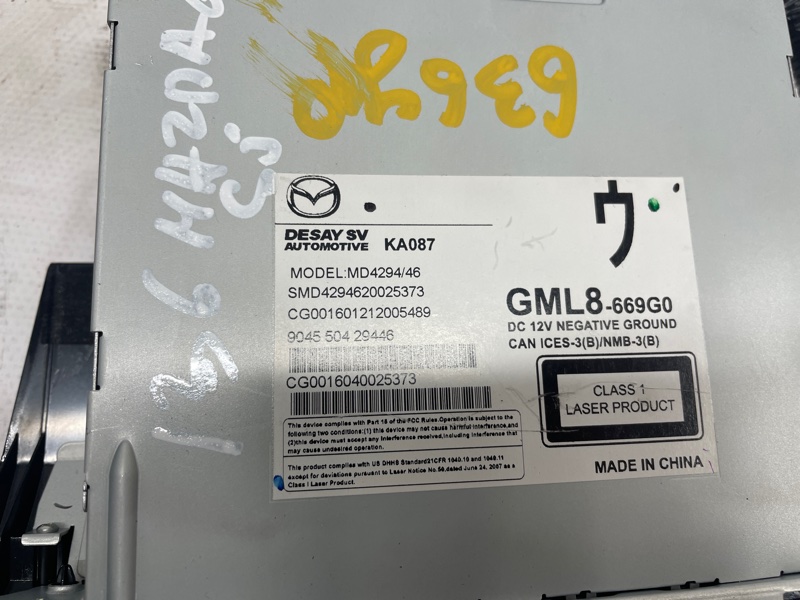 136 MAZDA6
GJ
DESAY SV
AUTOMOTIVE KA087
MODEL:MD4294/46
SMD4294620025373
CG001601212005489
9045 504 29446
CG0016040025373
This device complies with Part 15 of the FCC Rules.Operation is subject to the
following two conditions:(1) this device may not cause harmful interference,and
(2)this device must accept any interference received,including interference that
may cause undesired operation.
This product complies with US DHHS Standard21CFR 1040.10 and 1040.11
except for deviations pursuant to Laser Notice No.50,dated June 24, 2007 as a
Class I Laser Product.
ウ
GML8-669G0
DC 12V NEGATIVE GROUND
CAN ICES-3(B)/NMB-3(B)
CLASS 1
LASER PRODUCT
MADE IN CHINA